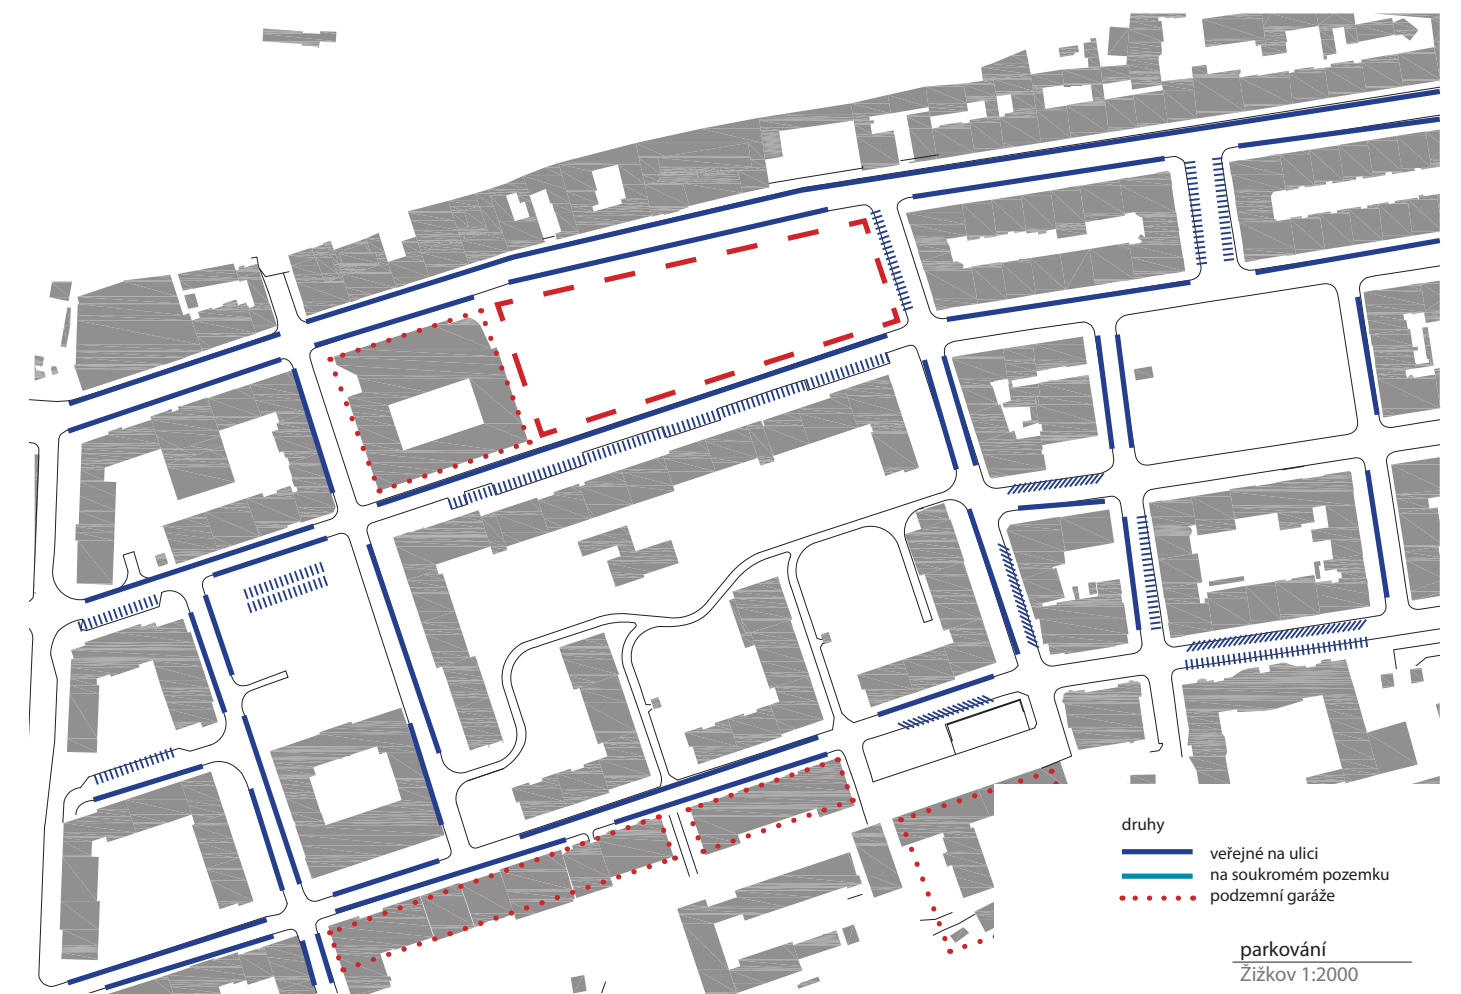 druhy
veřejné na ulici
na soukromém pozemku
podzemní garáže
parkování
Žižkov 1:2000